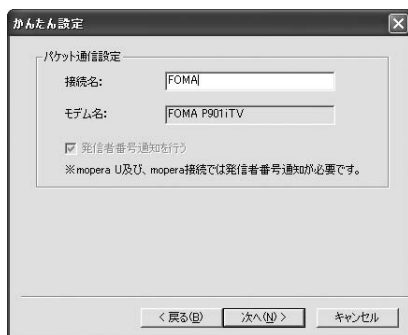 かんたん設定
パケット通信設定
接続名: FOMA
モデム名: FOMA P901iTV
発信者番号通知を行う
※mopera U及び、mopera接続では発信者番号通知が必要です。
< 戻る(B) 次へ(N) > キャンセル